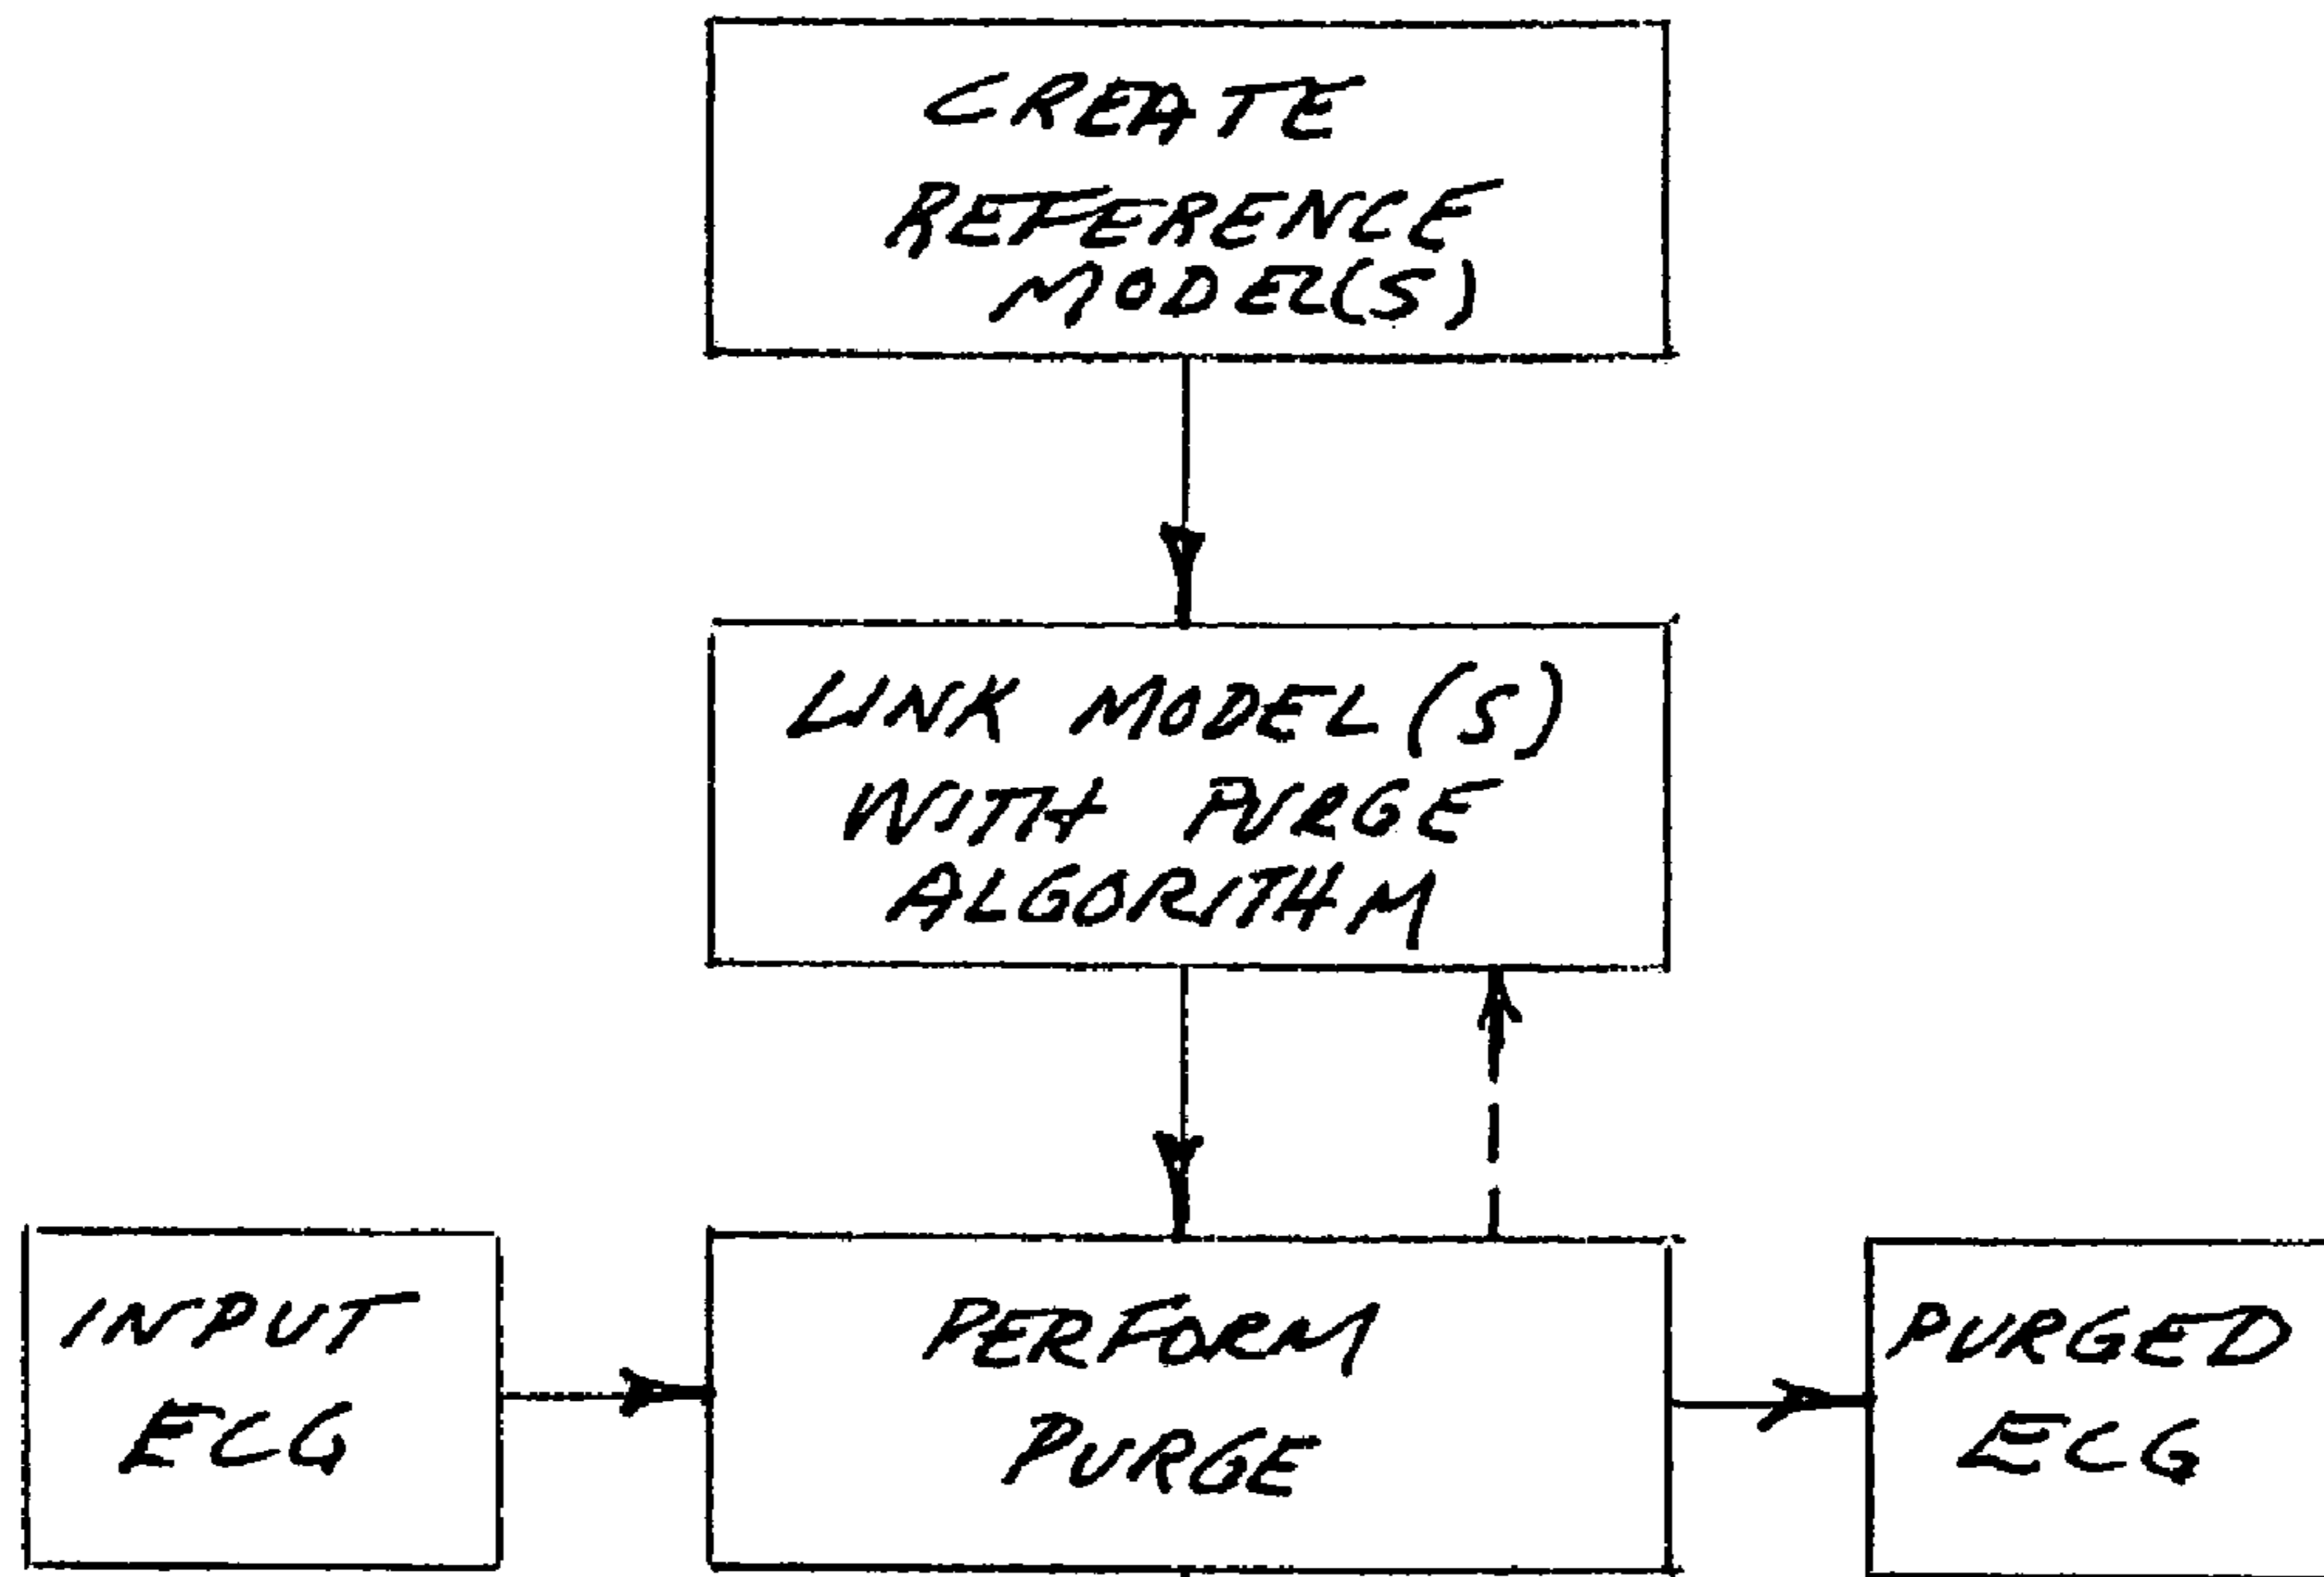 CREATE
REFERENCE
MODEL(S)
LINK MODEL(S)
WITH PURGE
ALGORITHM
INPUT
ECG
PERFORM
PURGE
PURGED
ECG